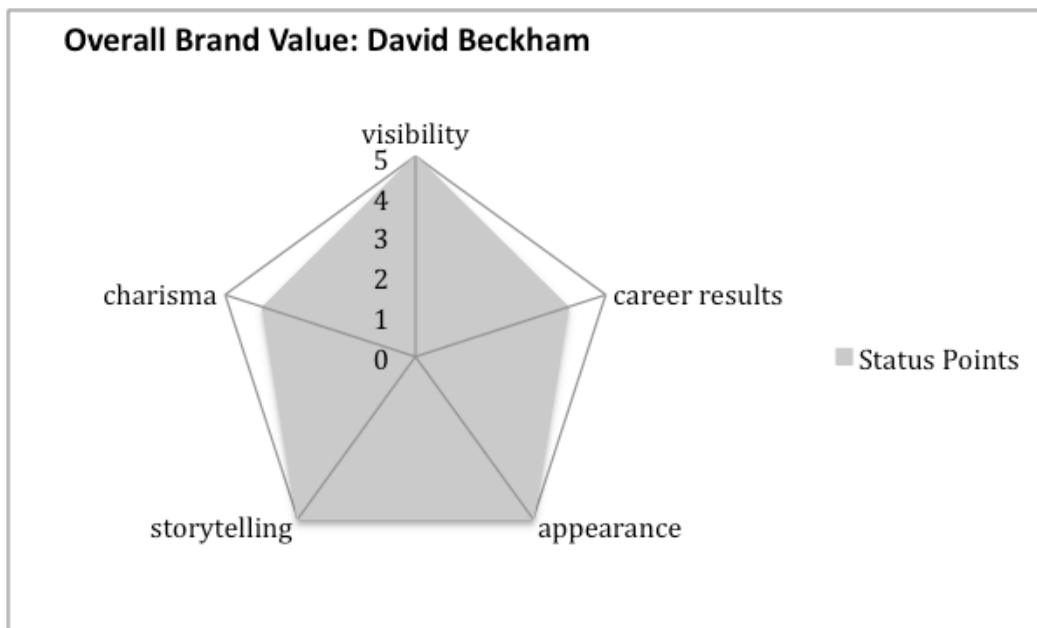 Overall Brand Value: David Beckham
visibility
5
4
3
2
1
0
charisma
career results
Status Points
storytelling
appearance